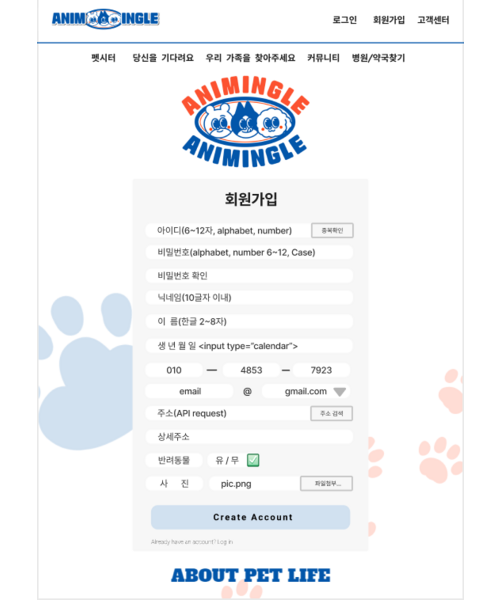 ANIMINGLE
로그인 회원가입 고객센터
펫시터 당신을 기다려요 우리 가족을 찾아주세요 커뮤니티 병원/약국찾기
ANIMINGLE
ANIMINGLE
회원가입
아이디(6~12자, alphabet, number) 중복확인
비밀번호(alphabet, number 6~12, Case)
비밀번호 확인
닉네임(10글자 이내)
이 름(한글 2~8자)
생 년 월 일 <input type="calendar">
010 — 4853 — 7923
email @ gmail.com
주소(API request) 주소 검색
상세주소
반려동물 유 / 무
사 진 pic.png 파일첨부...
Create Account
Already have an account? Log in
ABOUT PET LIFE